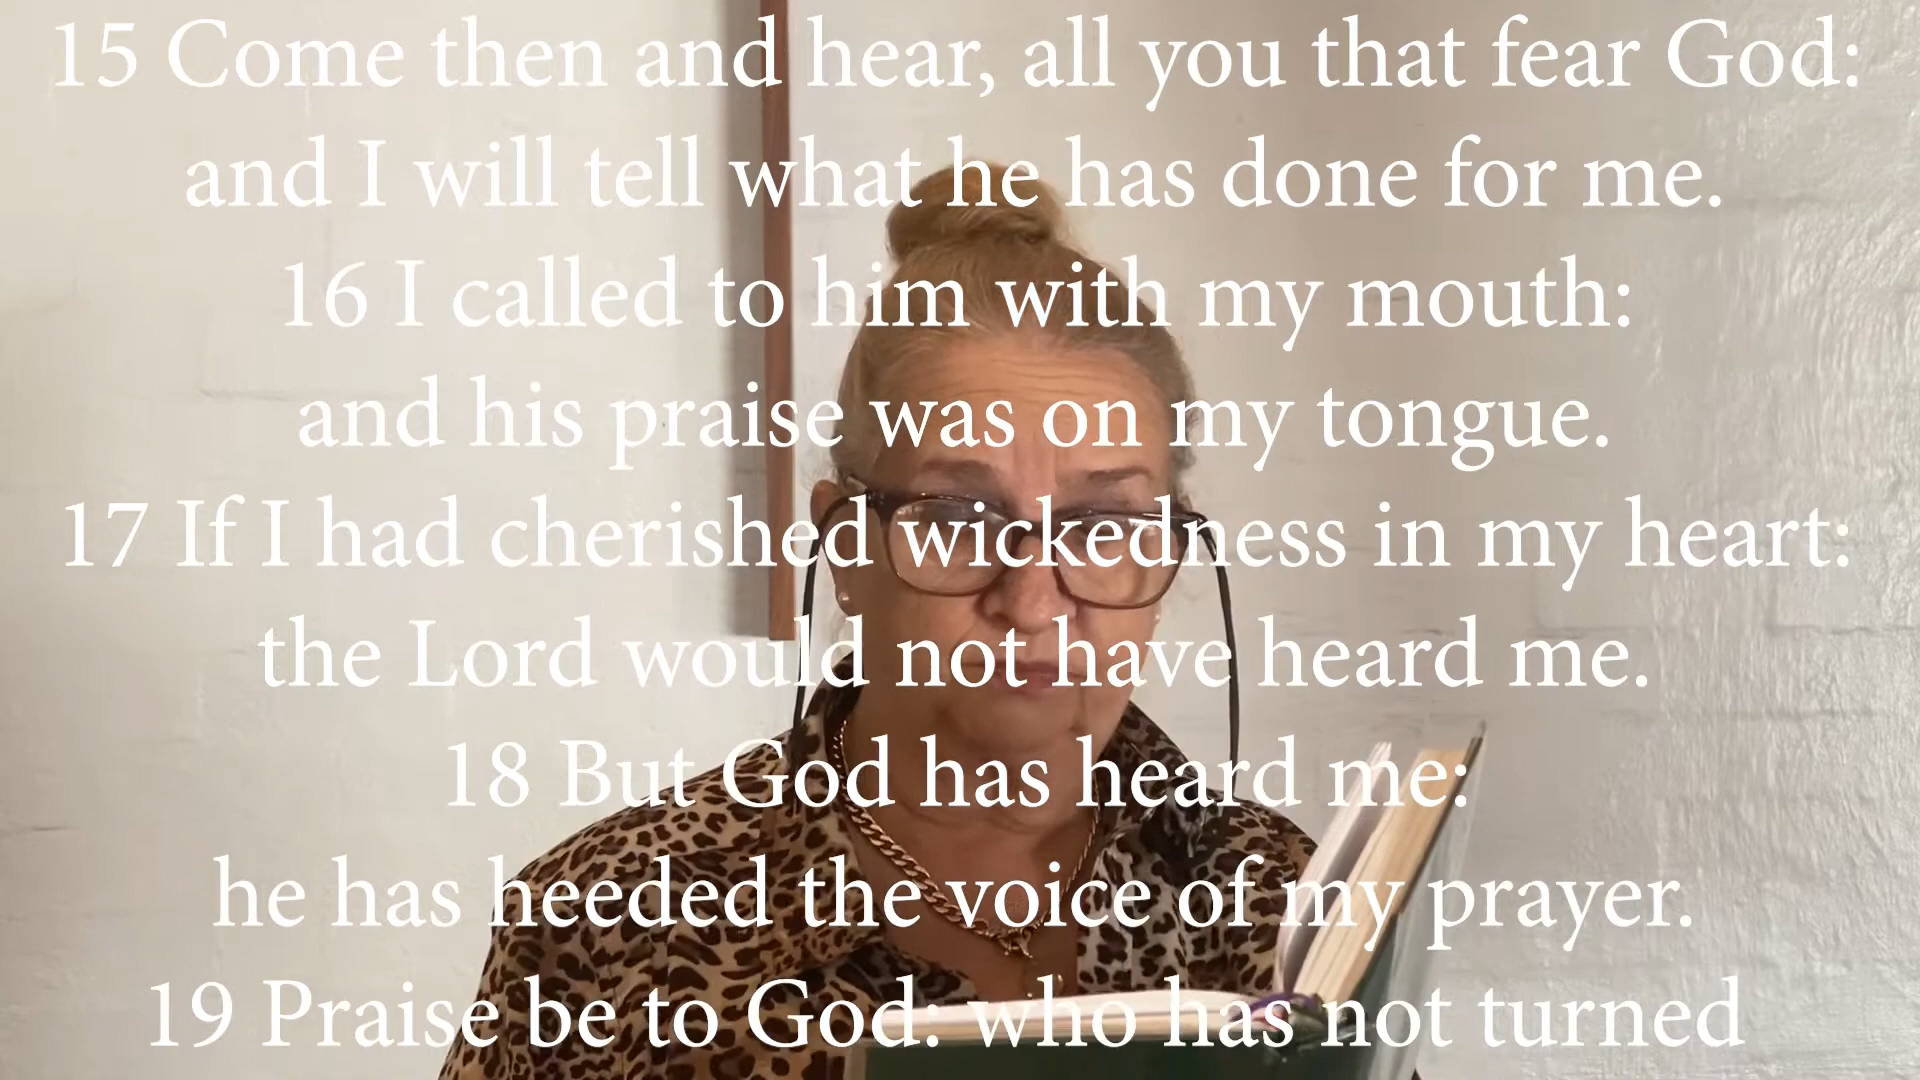 15 Come then and hear, all you that fear God:
and I will tell what he has done for me.
16 I called to him with my mouth:
and his praise was on my tongue.
17 If I had cherished wickedness in my heart:
the Lord would not have heard me.
18 But God has heard me:
he has heeded the voice of my prayer.
19 Praise be to God: who has not turned